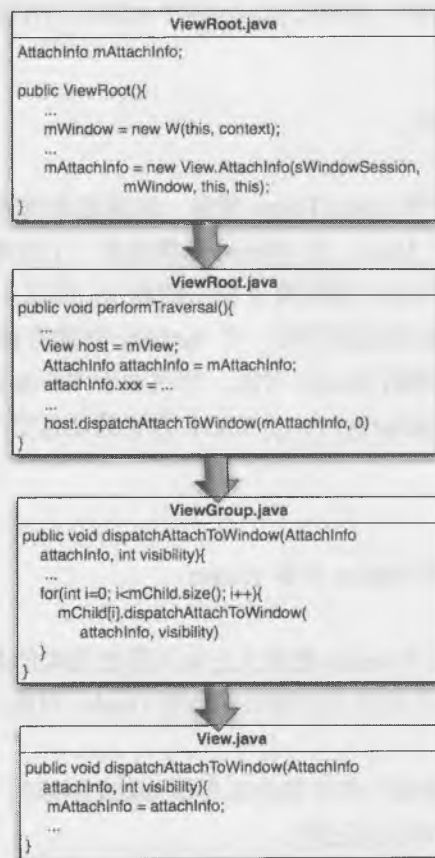 ViewRoot.java
AttachInfo mAttachInfo;
public ViewRoot(){
...
mWindow = new W(this, context);
...
mAttachInfo = new View.AttachInfo(sWindowSession,
mWindow, this, this);
}
ViewRoot.java
public void performTraversal(){
...
View host = mView;
AttachInfo attachInfo = mAttachInfo;
attachInfo.xxx = ...
...
host.dispatchAttachToWindow(mAttachInfo, 0)
}
ViewGroup.java
public void dispatchAttachToWindow(AttachInfo
attachInfo, int visibility){
...
for(int i=0; i<mChild.size(); i++){
mChild[i].dispatchAttachToWindow(
attachInfo, visibility)
}
}
View.java
public void dispatchAttachToWindow(AttachInfo
attachInfo, int visibility){
mAttachInfo = attachInfo;
...
}